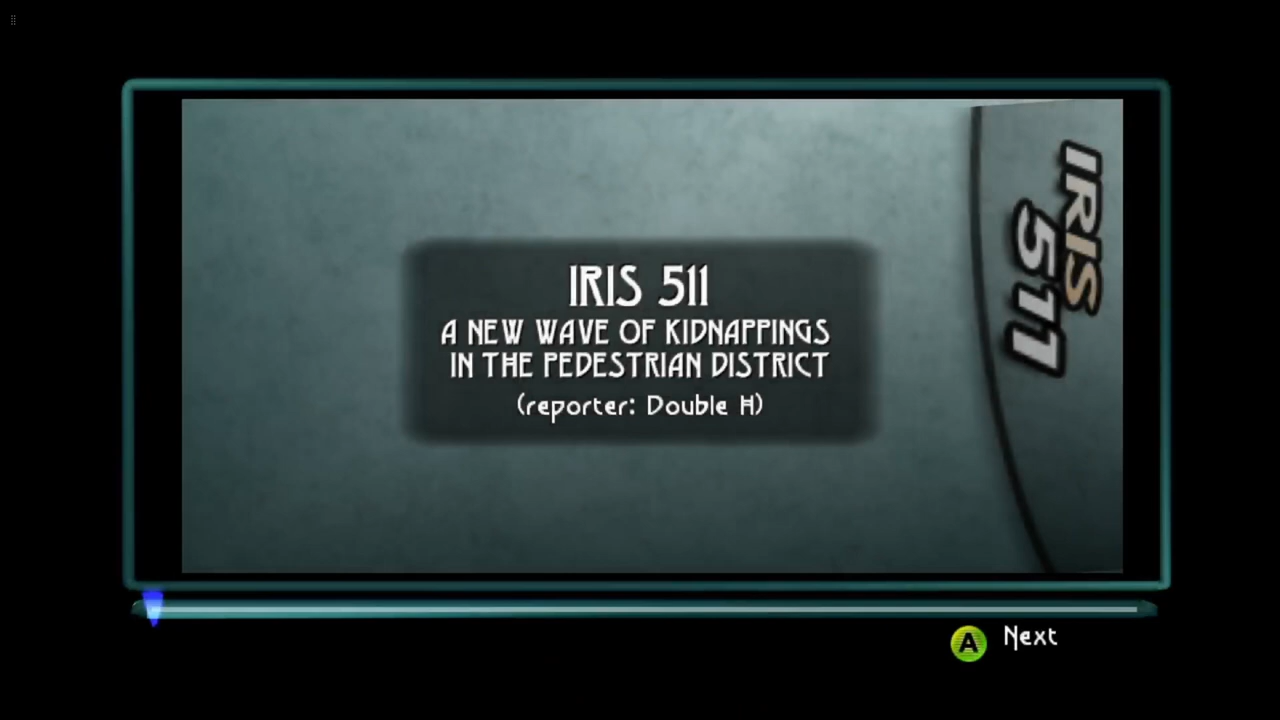 IRIS 511
A NEW WAVE OF KIDNAPPINGS
IN THE PEDESTRIAN DISTRICT
(reporter: Double H)
IRIS
511
A Next